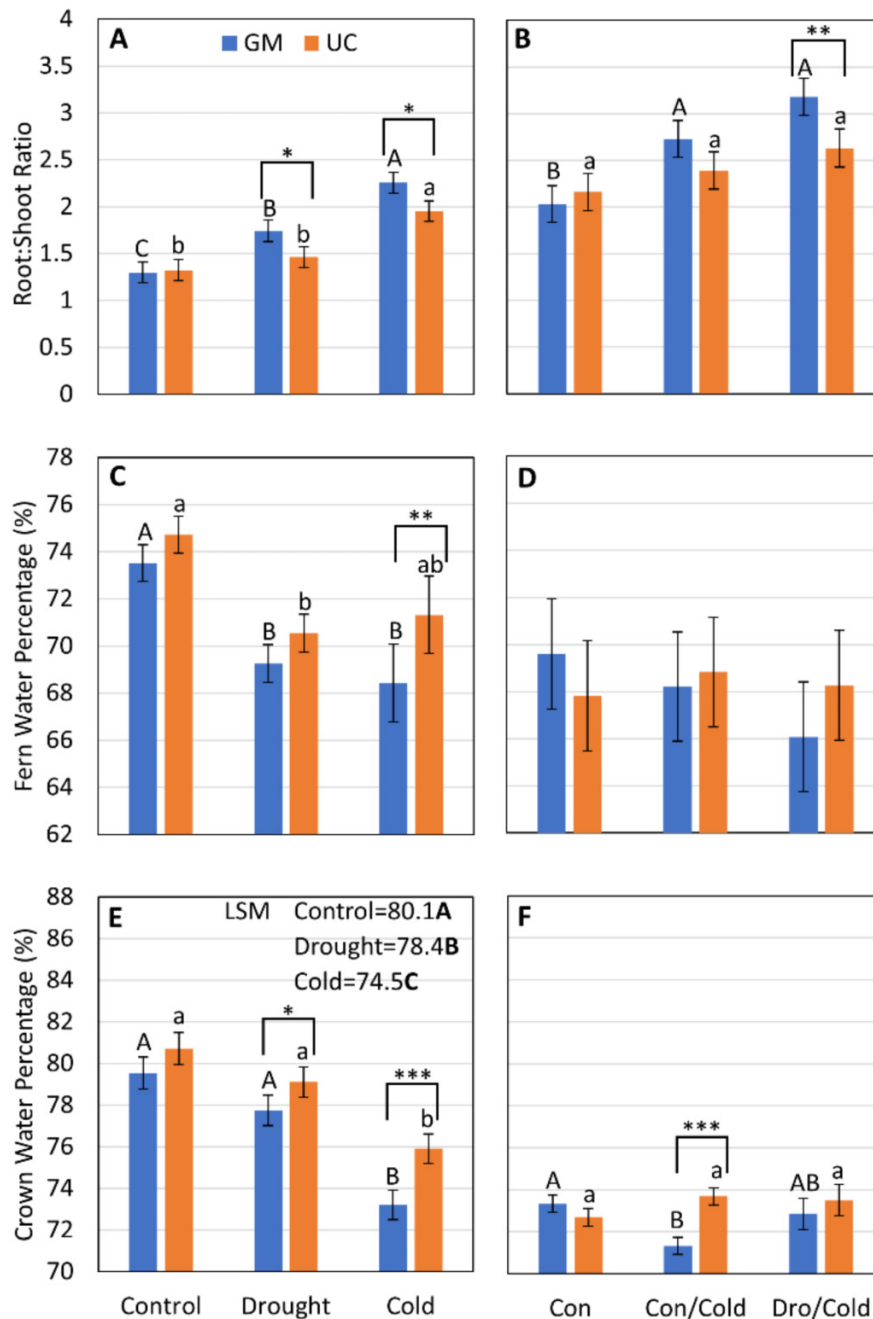 A
GM UC
Root:Shoot Ratio
4
3.5
3
2.5
2
1.5
1
0.5
0
C b
B b
*
A a
*
B
B a
A a
A a
**
C
Fern Water Percentage (%)
78
76
74
72
70
68
66
64
62
A a
B b
B ab
**
D
E
LSM Control=80.1A
Drought=78.4B
Cold=74.5C
Crown Water Percentage (%)
88
86
84
82
80
78
76
74
72
70
A a
A a
*
B b
***
Control Drought Cold
F
A a
B a
***
AB a
Con Con/Cold Dro/Cold